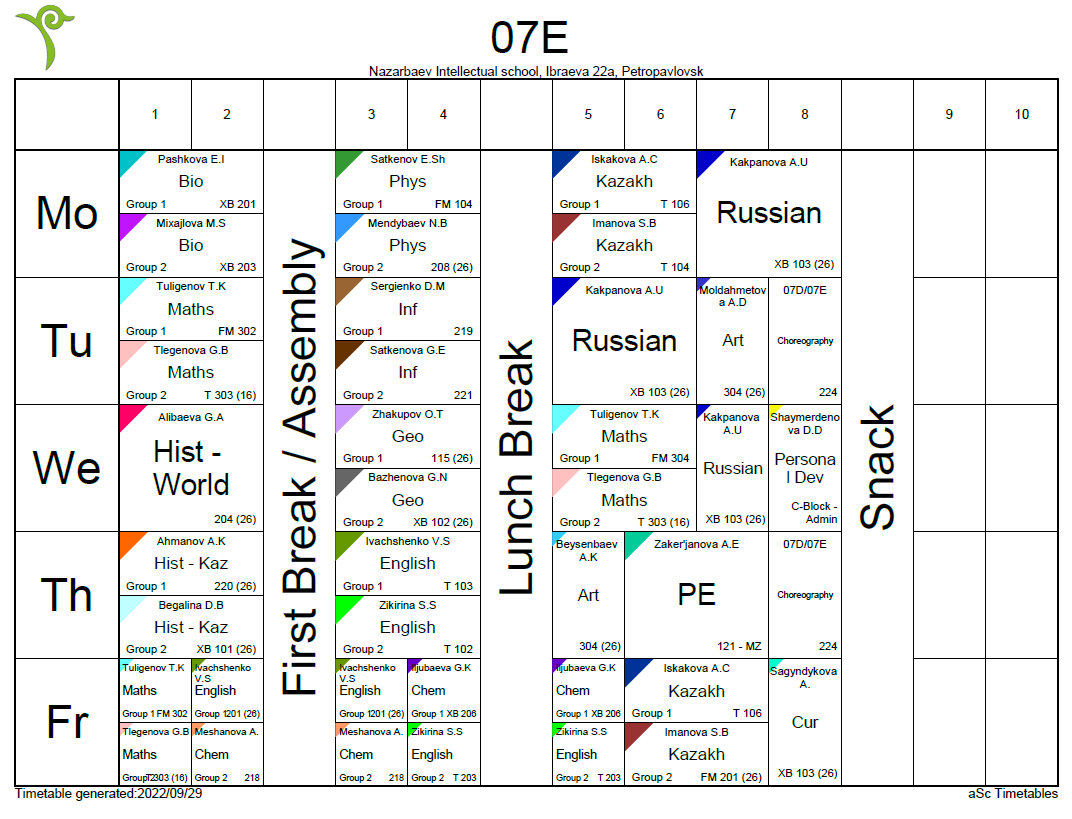 07E
Nazarbaev Intellectual school, Ibraeva 22a, Petropavlovsk
1 2 3 4 5 6 7 8 9 10
First Break / Assembly
Lunch Break
Snack
Mo
Pashkova E.I
Bio
Group 1 XB 201
Mixajlova M.S
Bio
Group 2 XB 203
Satkenov E.Sh
Phys
Group 1 FM 104
Mendybaev N.B
Phys
Group 2 208 (26)
Iskakova A.C
Kazakh
Group 1 T 106
Imanova S.B
Kazakh
Group 2 T 104
Kakpanova A.U
Russian
XB 103 (26)
Tu
Tuligenov T.K
Maths
Group 1 FM 302
Tlegenova G.B
Maths
Group 2 T 303 (16)
Sergienko D.M
Inf
Group 1 219
Satkenova G.E
Inf
Group 2 221
Kakpanova A.U
Russian
XB 103 (26)
Moldahmetov
a A.D
Art
304 (26)
07D/07E
Choreography
224
We
Alibaeva G.A
Hist -
World
204 (26)
Zhakupov O.T
Geo
Group 1 115 (26)
Bazhenova G.N
Geo
Group 2 XB 102 (26)
Tuligenov T.K
Maths
Group 1 FM 304
Tlegenova G.B
Maths
Group 2 T 303 (16)
Kakpanova
A.U
Russian
XB 103 (26)
Shaymerdeno
va D.D
Persona
l Dev
C-Block -
Admin
Th
Ahmanov A.K
Hist - Kaz
Group 1 220 (26)
Begalina D.B
Hist - Kaz
Group 2 XB 101 (26)
Ivachshenko V.S
English
Group 1 T 103
Zikirina S.S
English
Group 2 T 102
Beysenbaev
A.K
Art
304 (26)
Zaker'janova A.E
PE
121 - MZ
07D/07E
Choreography
224
Fr
Tuligenov T.K
Maths
Group 1 FM 302
Tlegenova G.B
Maths
Group 2 T 303 (16)
Ivachshenko
V.S
English
Group 1 201 (26)
Meshanova A.
Chem
Group 2 218
Ivachshenko
V.S
English
Group 1 201 (26)
Meshanova A.
Chem
Group 2 218
Iljubaeva G.K
Chem
Group 1 XB 206
Zikirina S.S
English
Group 2 T 203
Iljubaeva G.K
Chem
Group 1 XB 206
Zikirina S.S
English
Group 2 T 203
Iskakova A.C
Kazakh
Group 1 T 106
Imanova S.B
Kazakh
Group 2 FM 201 (26)
Sagyndykova
A.
Cur
XB 103 (26)
Timetable generated:2022/09/29
aSc Timetables